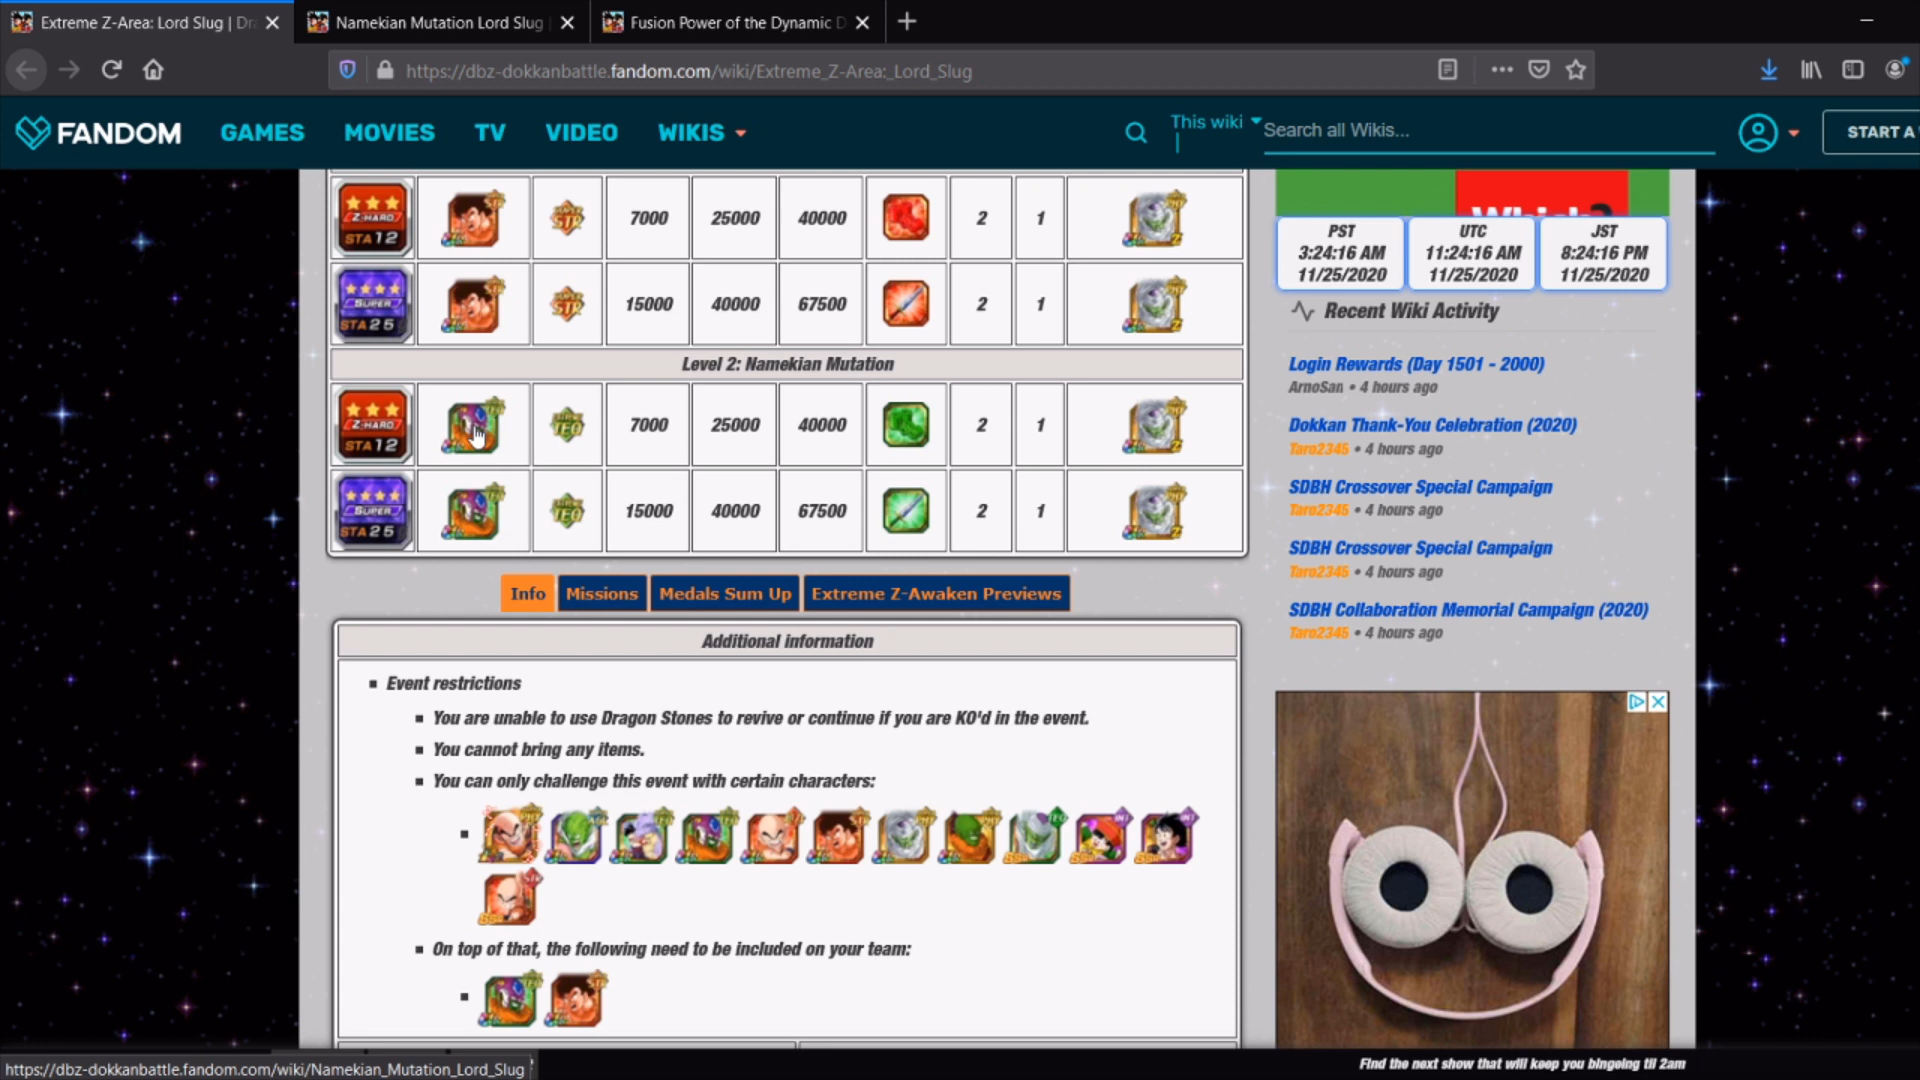 Extreme Z-Area: Lord Slug | Dra
Namekian Mutation Lord Slug |
Fusion Power of the Dynamic D
https://dbz-dokkanbattle.fandom.com/wiki/Extreme_Z-Area:_Lord_Slug
FANDOM
GAMES
MOVIES
TV
VIDEO
WIKIS
This wiki
Search all Wikis...
START A
Z-HARD
STA 12
STR
7000
25000
40000
2
1
SUPER
STA 25
STR
15000
40000
67500
2
1
Level 2: Namekian Mutation
Z-HARD
STA 12
TEQ
7000
25000
40000
2
1
SUPER
STA 25
TEQ
15000
40000
67500
2
1
Info
Missions
Medals Sum Up
Extreme Z-Awaken Previews
Additional information
Event restrictions
You are unable to use Dragon Stones to revive or continue if you are KO'd in the event.
You cannot bring any items.
You can only challenge this event with certain characters:
On top of that, the following need to be included on your team:
PST
3:24:16 AM
11/25/2020
UTC
11:24:16 AM
11/25/2020
JST
8:24:16 PM
11/25/2020
Recent Wiki Activity
Login Rewards (Day 1501 - 2000)
ArnoSan • 4 hours ago
Dokkan Thank-You Celebration (2020)
Taro2345 • 4 hours ago
SDBH Crossover Special Campaign
Taro2345 • 4 hours ago
SDBH Crossover Special Campaign
Taro2345 • 4 hours ago
SDBH Collaboration Memorial Campaign (2020)
Taro2345 • 4 hours ago
Find the next show that will keep you bingeing til 2am
https://dbz-dokkanbattle.fandom.com/wiki/Namekian_Mutation_Lord_Slug